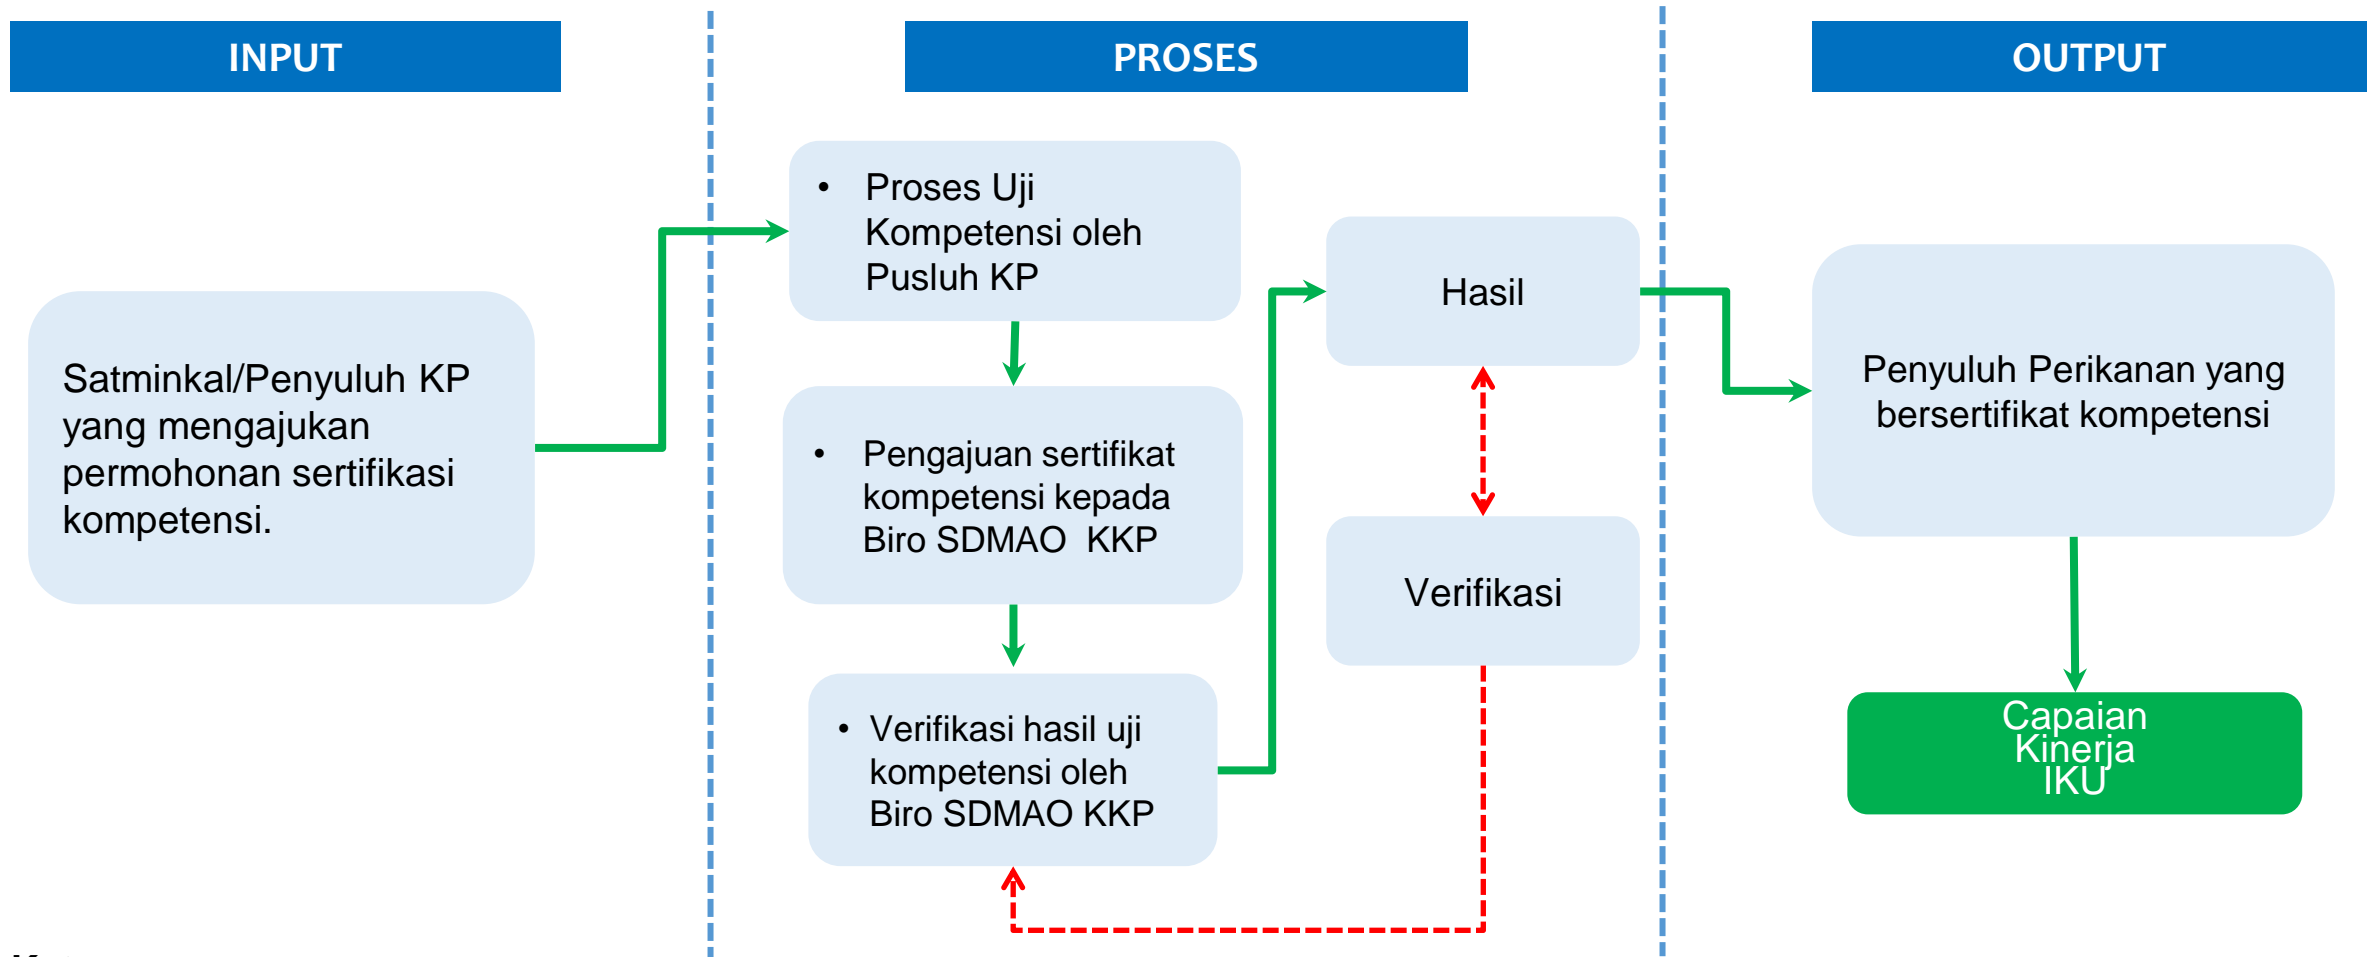 INPUT
PROSES
OUTPUT
Satminkal/Penyuluh KP
yang mengajukan
permohonan sertifikasi
kompetensi.
• Proses Uji
Kompetensi oleh
Pusluh KP
• Pengajuan sertifikat
kompetensi kepada
Biro SDMAO KKP
• Verifikasi hasil uji
kompetensi oleh
Biro SDMAO KKP
Hasil
Verifikasi
Penyuluh Perikanan yang
bersertifikat kompetensi
Capaian
Kinerja
IKU